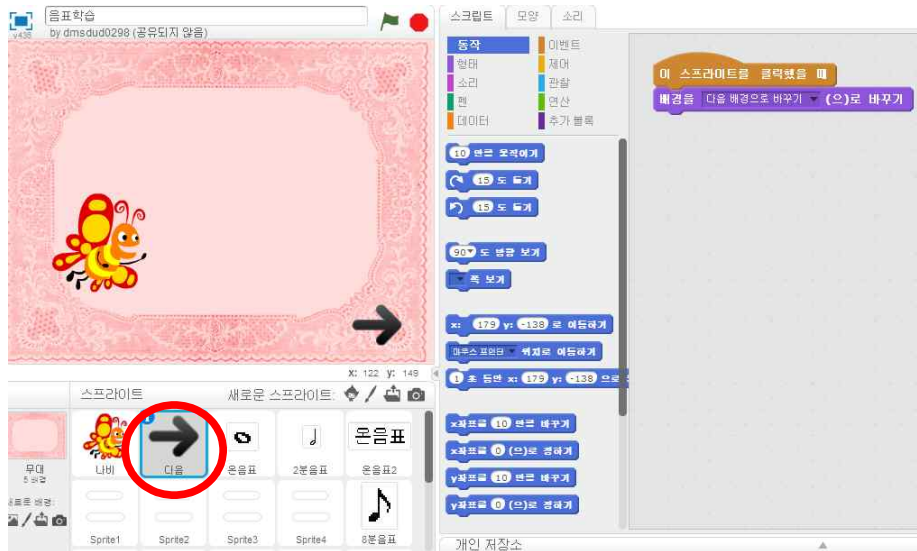 음표학습
v438 by dmsdud0298 (공유되지 않음)
x: 122 y: 149
스프라이트 새로운 스프라이트:
무대
5 배경
새로운 배경:
나비 다음 온음표 2분음표 온음표2
온음표
Sprite1 Sprite2 Sprite3 Sprite4 8분음표
스크립트 모양 소리
동작 이벤트
형태 제어
소리 관찰
펜 연산
데이터 추가 블록
10 만큼 움직이기
15 도 돌기
15 도 돌기
90 도 방향 보기
쪽 보기
x: 179 y: -138 로 이동하기
마우스 포인터 위치로 이동하기
1 초 동안 x: 179 y: -138 으로
x좌표를 10 만큼 바꾸기
x좌표를 0 (으)로 정하기
y좌표를 10 만큼 바꾸기
y좌표를 0 (으)로 정하기
개인 저장소
이 스프라이트를 클릭했을 때
배경을 다음 배경으로 바꾸기 (으)로 바꾸기